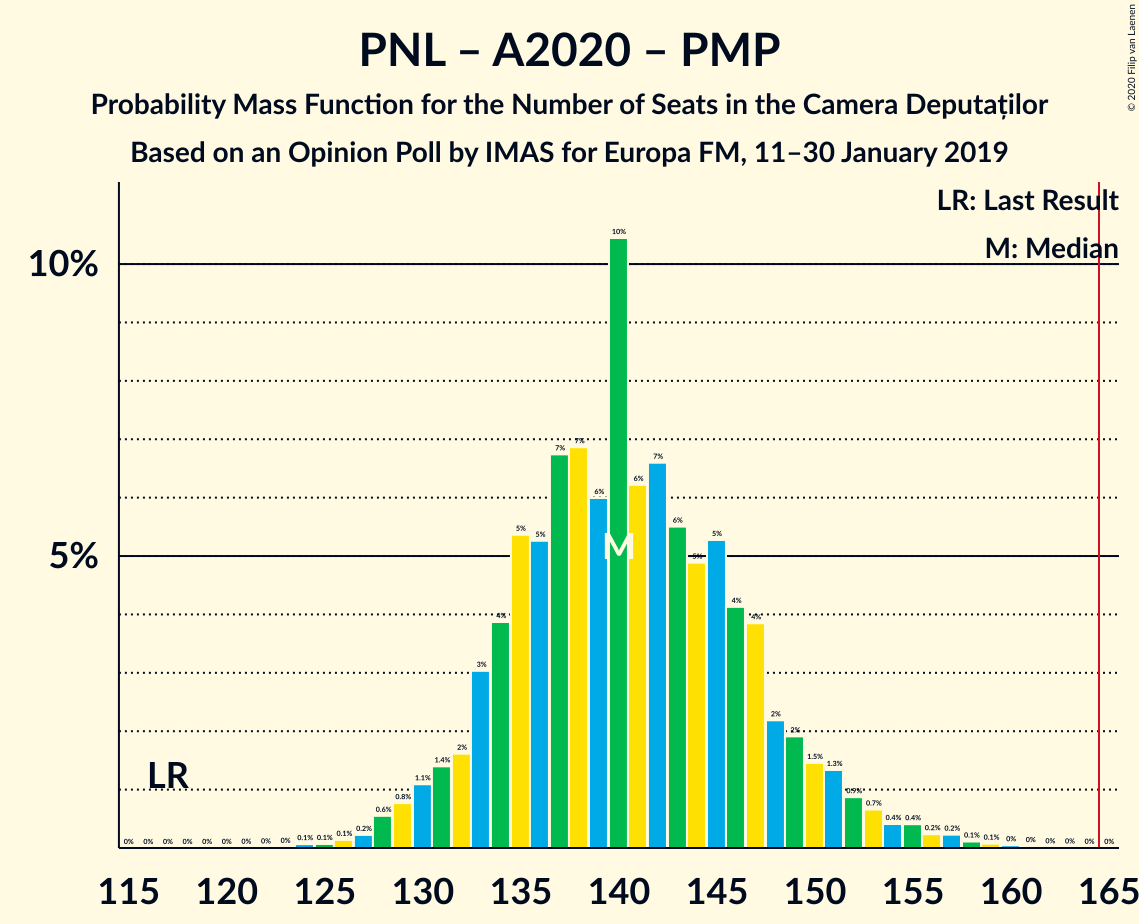 PNL – A2020 – PMP
Probability Mass Function for the Number of Seats in the Camera Deputaților
Based on an Opinion Poll by IMAS for Europa FM, 11–30 January 2019
© 2020 Filip van Laenen
LR: Last Result
M: Median
10%
5%
LR
M
0% 0% 0% 0% 0% 0% 0% 0% 0% 0.1% 0.1% 0.1% 0.2% 0.6% 0.8% 1.1% 1.4% 2% 3% 4% 5% 5% 7% 7% 6% 10% 6% 7% 6% 5% 5% 4% 4% 2% 2% 1.5% 1.3% 0.9% 0.7% 0.4% 0.4% 0.2% 0.2% 0.1% 0.1% 0% 0% 0% 0% 0% 0%
115 120 125 130 135 140 145 150 155 160 165